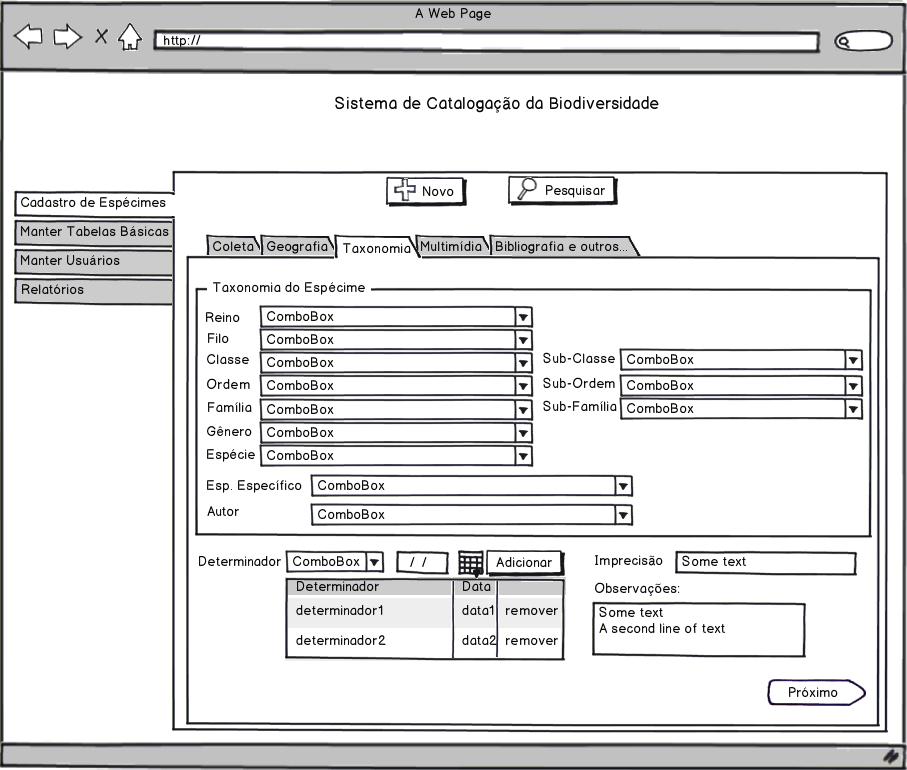 A Web Page
http://
Sistema de Catalogação da Biodiversidade
Novo
Pesquisar
Cadastro de Espécimes
Manter Tabelas Básicas
Manter Usuários
Relatórios
Coleta
Geografia
Taxonomia
Multimídia
Bibliografia e outros...
Taxonomia do Espécime
Reino ComboBox
Filo ComboBox
Classe ComboBox Sub-Classe ComboBox
Ordem ComboBox Sub-Ordem ComboBox
Família ComboBox Sub-Família ComboBox
Gênero ComboBox
Espécie ComboBox
Esp. Específico ComboBox
Autor ComboBox
Determinador ComboBox / / Adicionar
Determinador Data
determinador1 data1 remover
determinador2 data2 remover
Imprecisão Some text
Observações:
Some text
A second line of text
Próximo